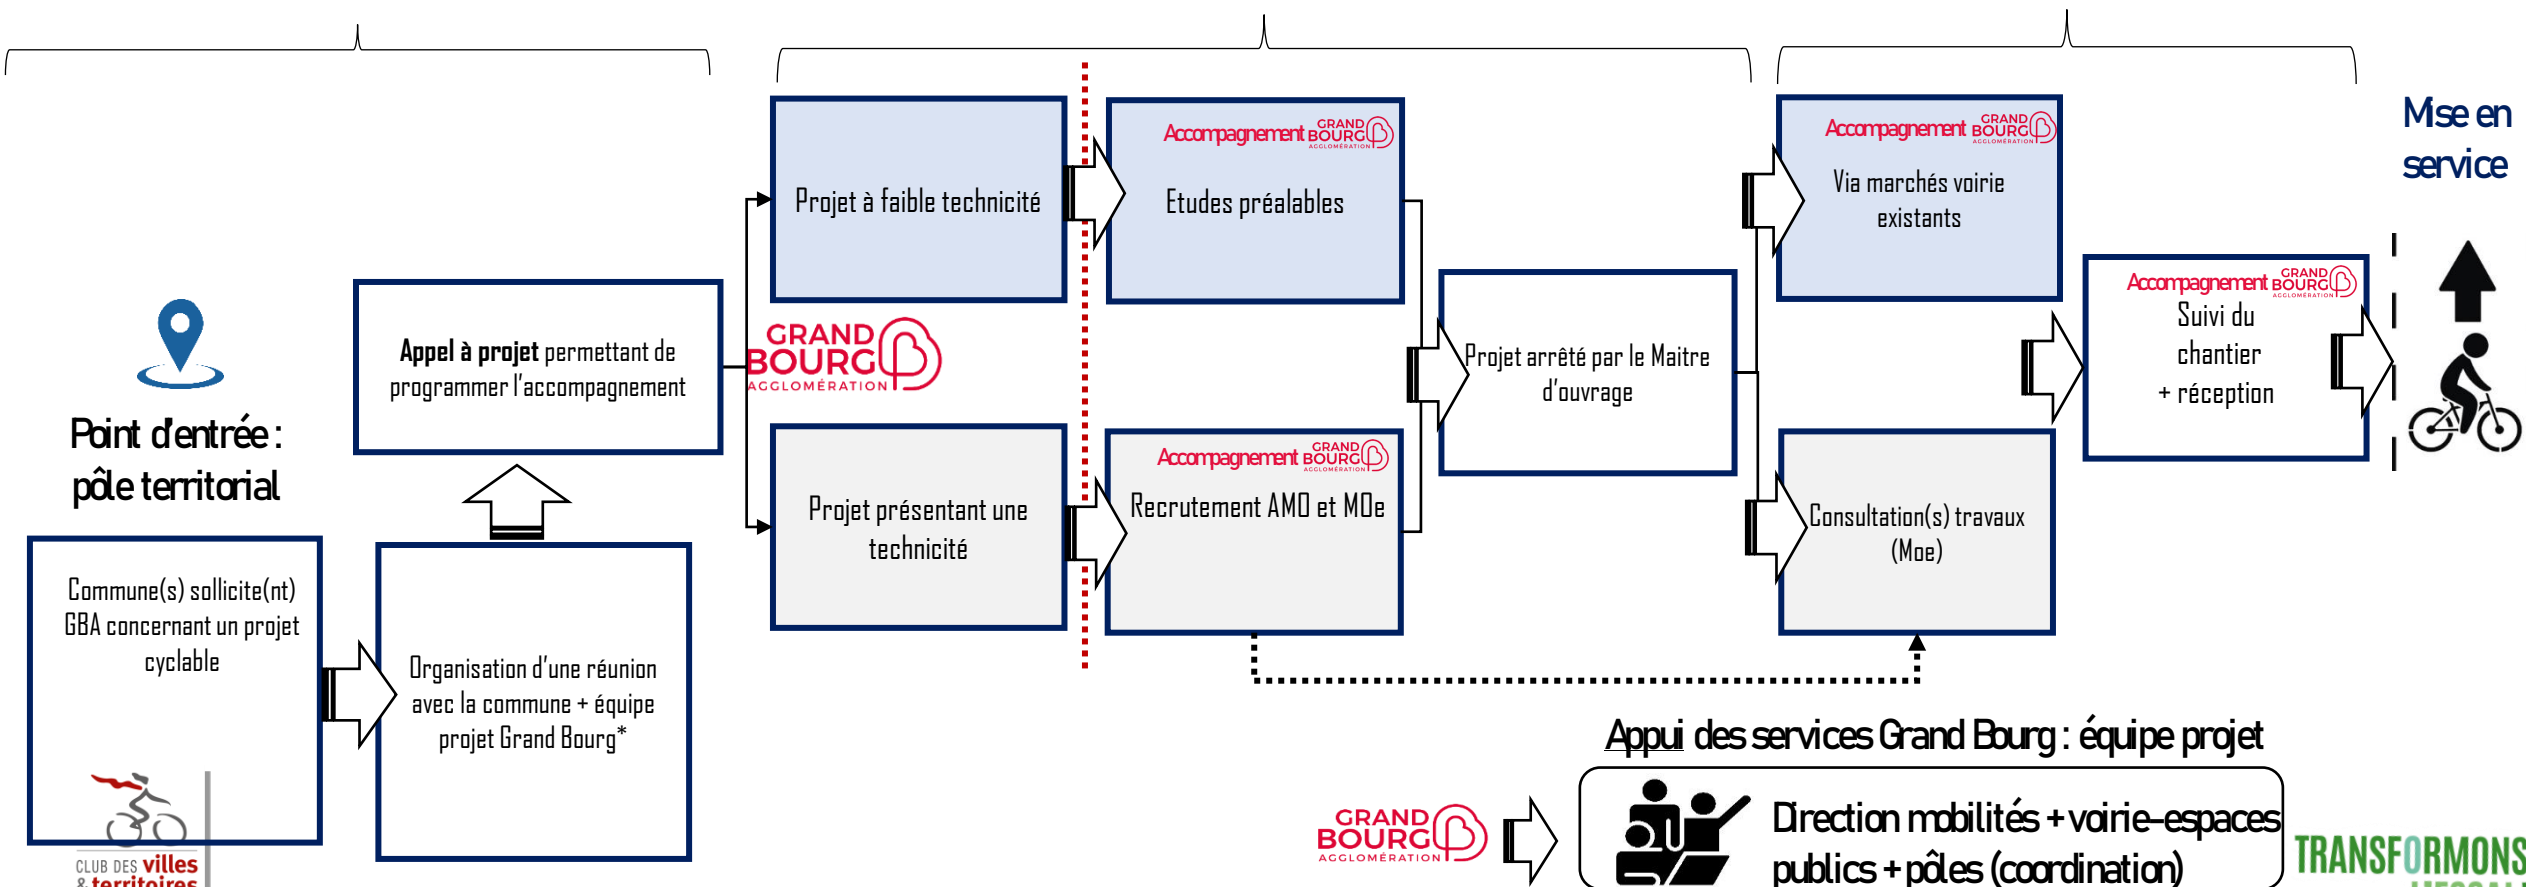 Point d'entrée :
pôle territorial
Commune(s) sollicite(nt)
GBA concernant un projet
cyclable
CLUB DES villes
& territoires
Organisation d'une réunion
avec la commune + équipe
projet Grand Bourg*
Appel à projet permettant de
programmer l'accompagnement
GRAND
BOURG
AGGLOMÉRATION
Projet à faible technicité
Projet présentant une
technicité
Accompagnement GRAND
BOURG
AGGLOMÉRATION
Etudes préalables
Accompagnement GRAND
BOURG
AGGLOMÉRATION
Recrutement AMO et MOe
Projet arrêté par le Maitre
d'ouvrage
Accompagnement GRAND
BOURG
AGGLOMÉRATION
Via marchés voirie
existants
Consultation(s) travaux
(Moe)
Accompagnement GRAND
BOURG
AGGLOMÉRATION
Suivi du
chantier
+ réception
Mise en
service
Appui des services Grand Bourg : équipe projet
GRAND
BOURG
AGGLOMÉRATION
Direction mobilités + voirie–espaces
publics + pôles (coordination)
TRANSFORMONS